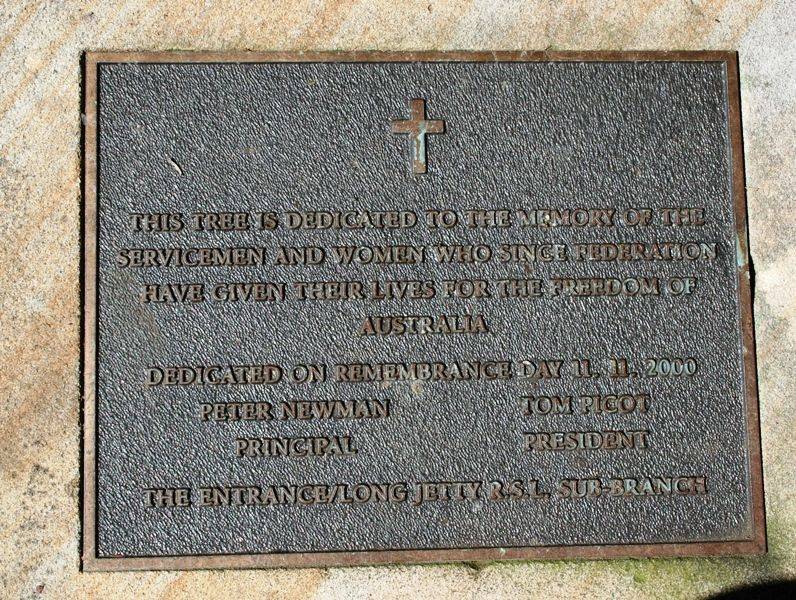 THIS TREE IS DEDICATED TO THE MEMORY OF THE
SERVICEMEN AND WOMEN WHO SINCE FEDERATION
HAVE GIVEN THEIR LIVES FOR THE FREEDOM OF
AUSTRALIA
DEDICATED ON REMEMBRANCE DAY 11. 11. 2000
PETER NEWMAN TOM PIGOT
PRINCIPAL PRESIDENT
THE ENTRANCE/LONG JETTY R.S.L. SUB-BRANCH